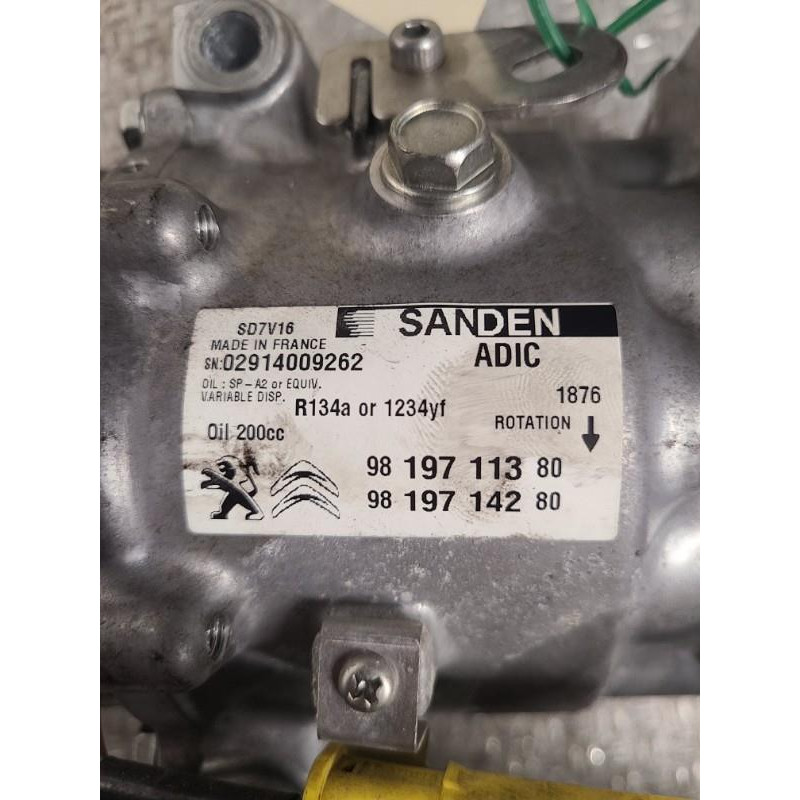 SD7V16
SANDEN
MADE IN FRANCE
ADIC
SN:02914009262
OIL : SP-A2 or EQUIV.
VARIABLE DISP.
R134a or 1234yf
1876
ROTATION
Oil 200cc
98 197 113 80
98 197 142 80